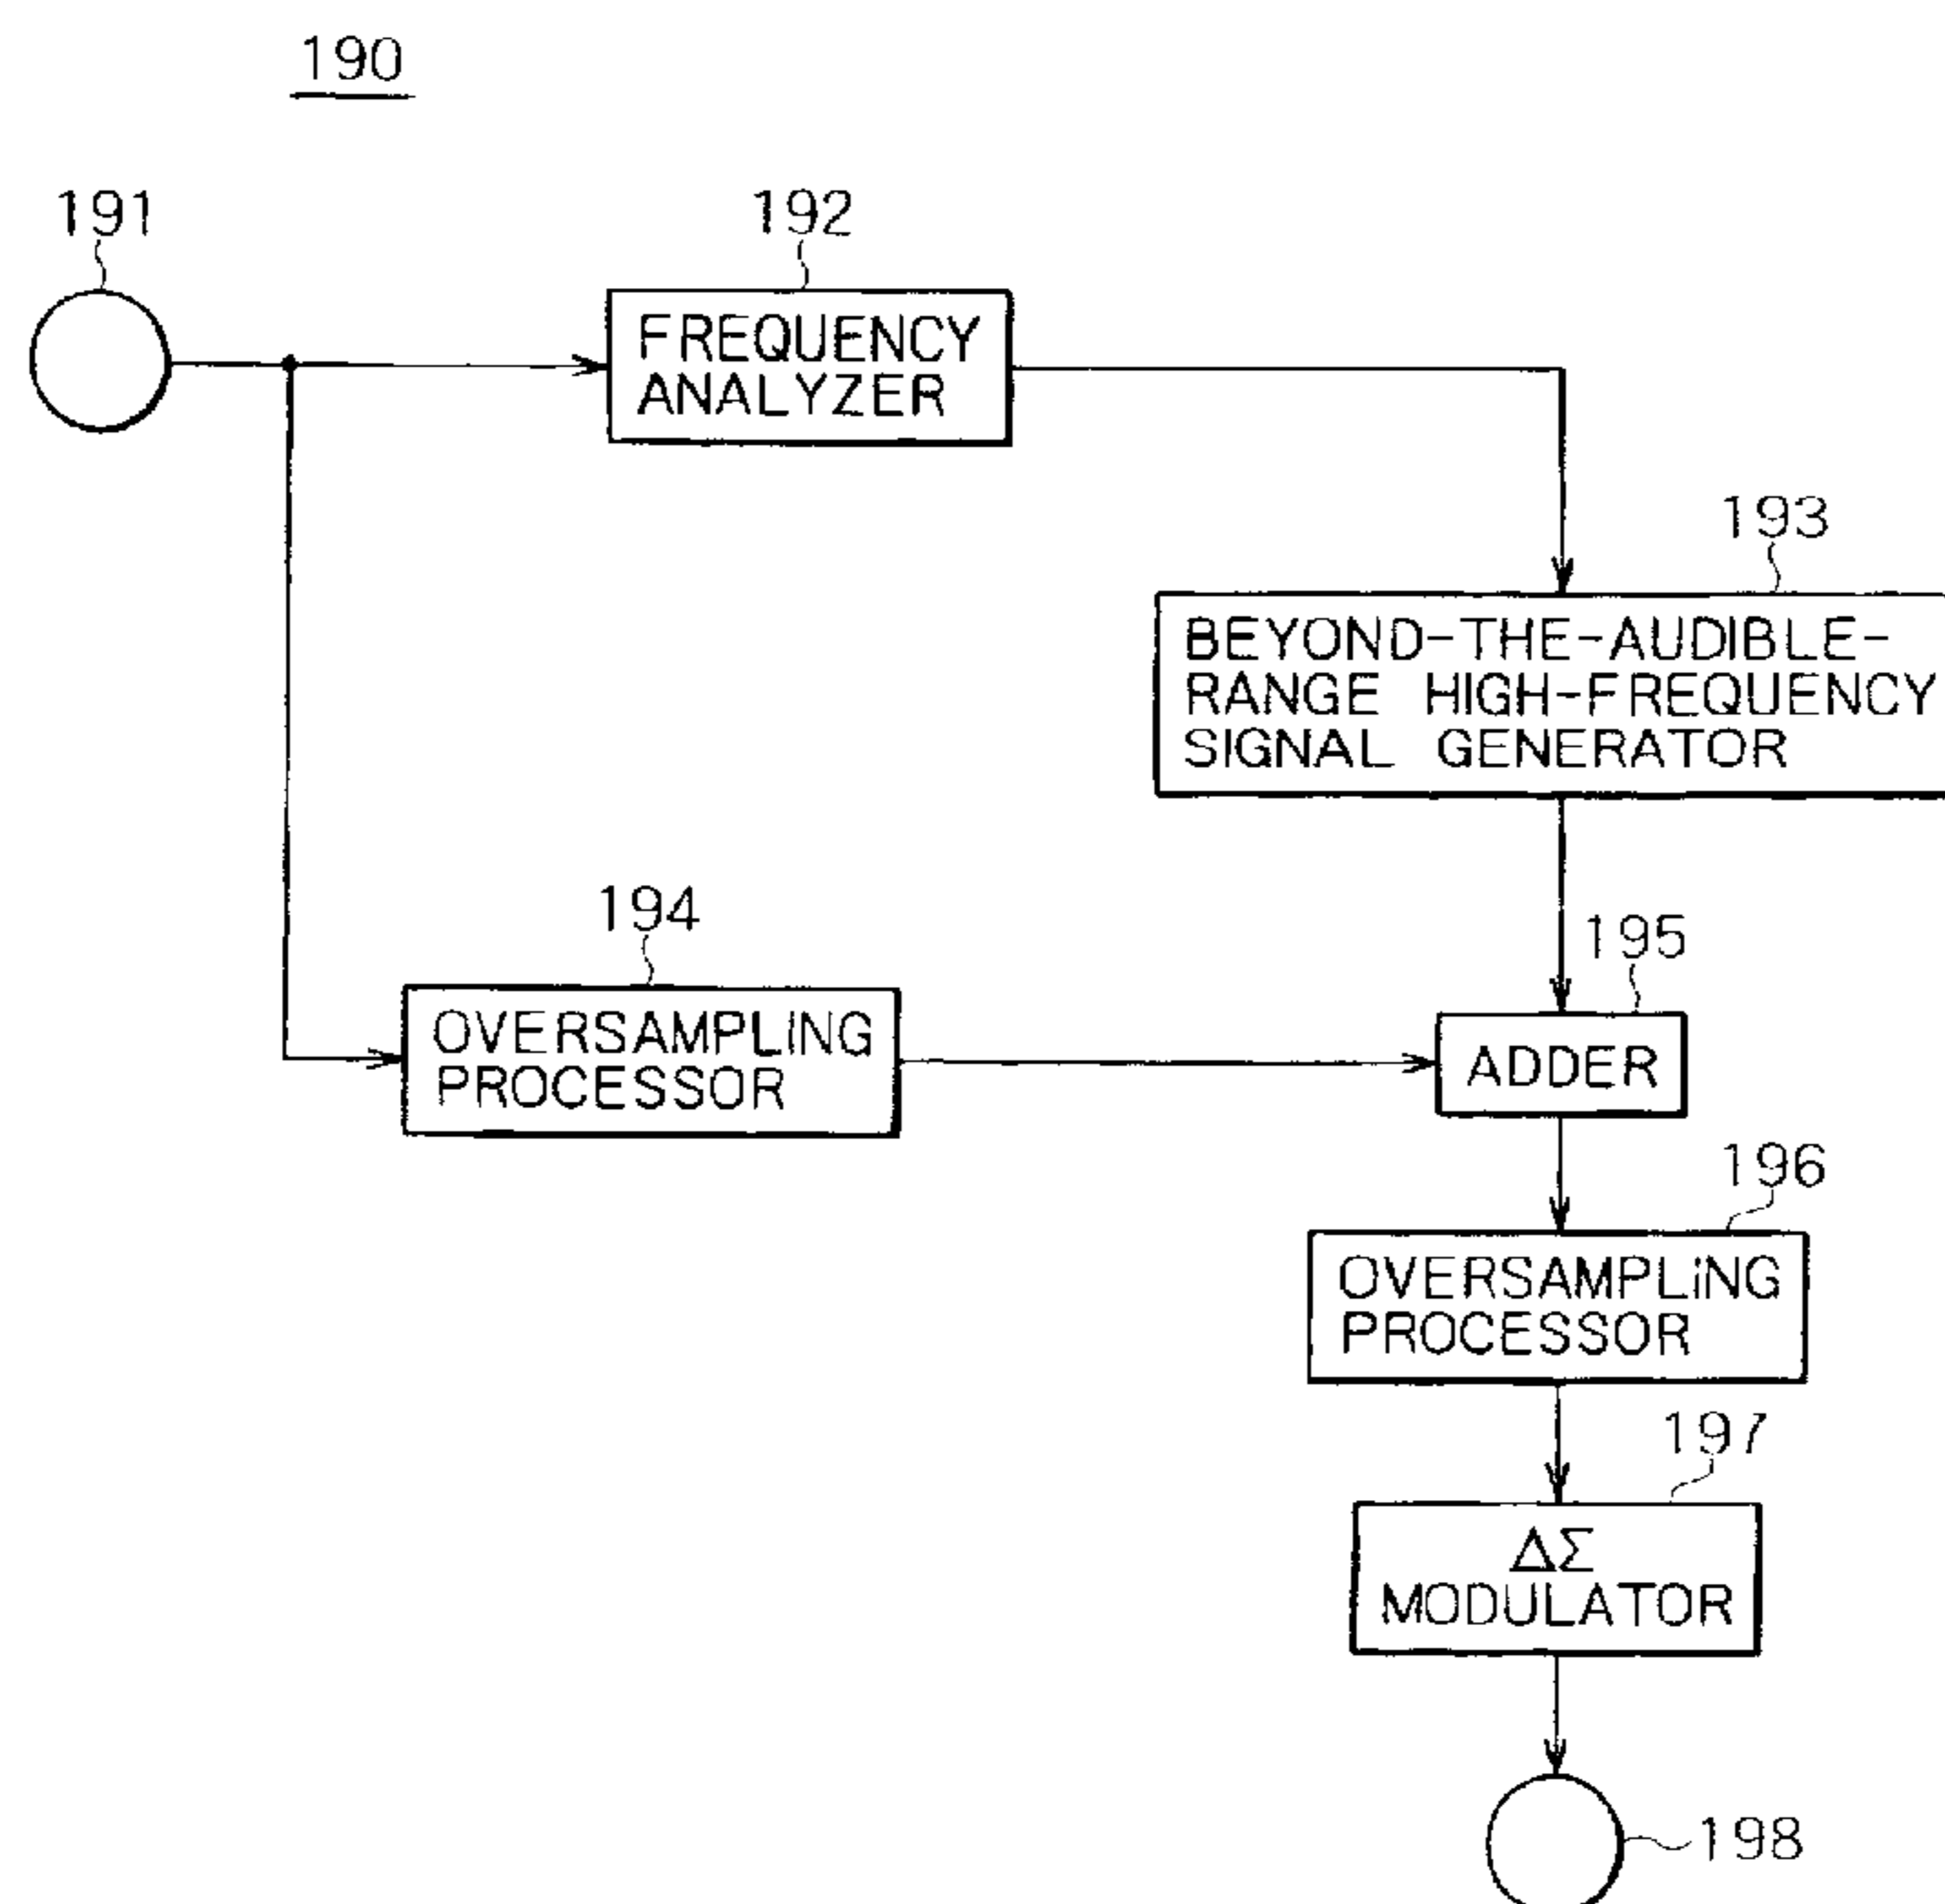 190
191
192
FREQUENCY
ANALYZER
193
BEYOND-THE-AUDIBLE-
RANGE HIGH-FREQUENCY
SIGNAL GENERATOR
194
OVERSAMPLING
PROCESSOR
195
ADDER
196
OVERSAMPLING
PROCESSOR
197
ΔΣ
MODULATOR
198